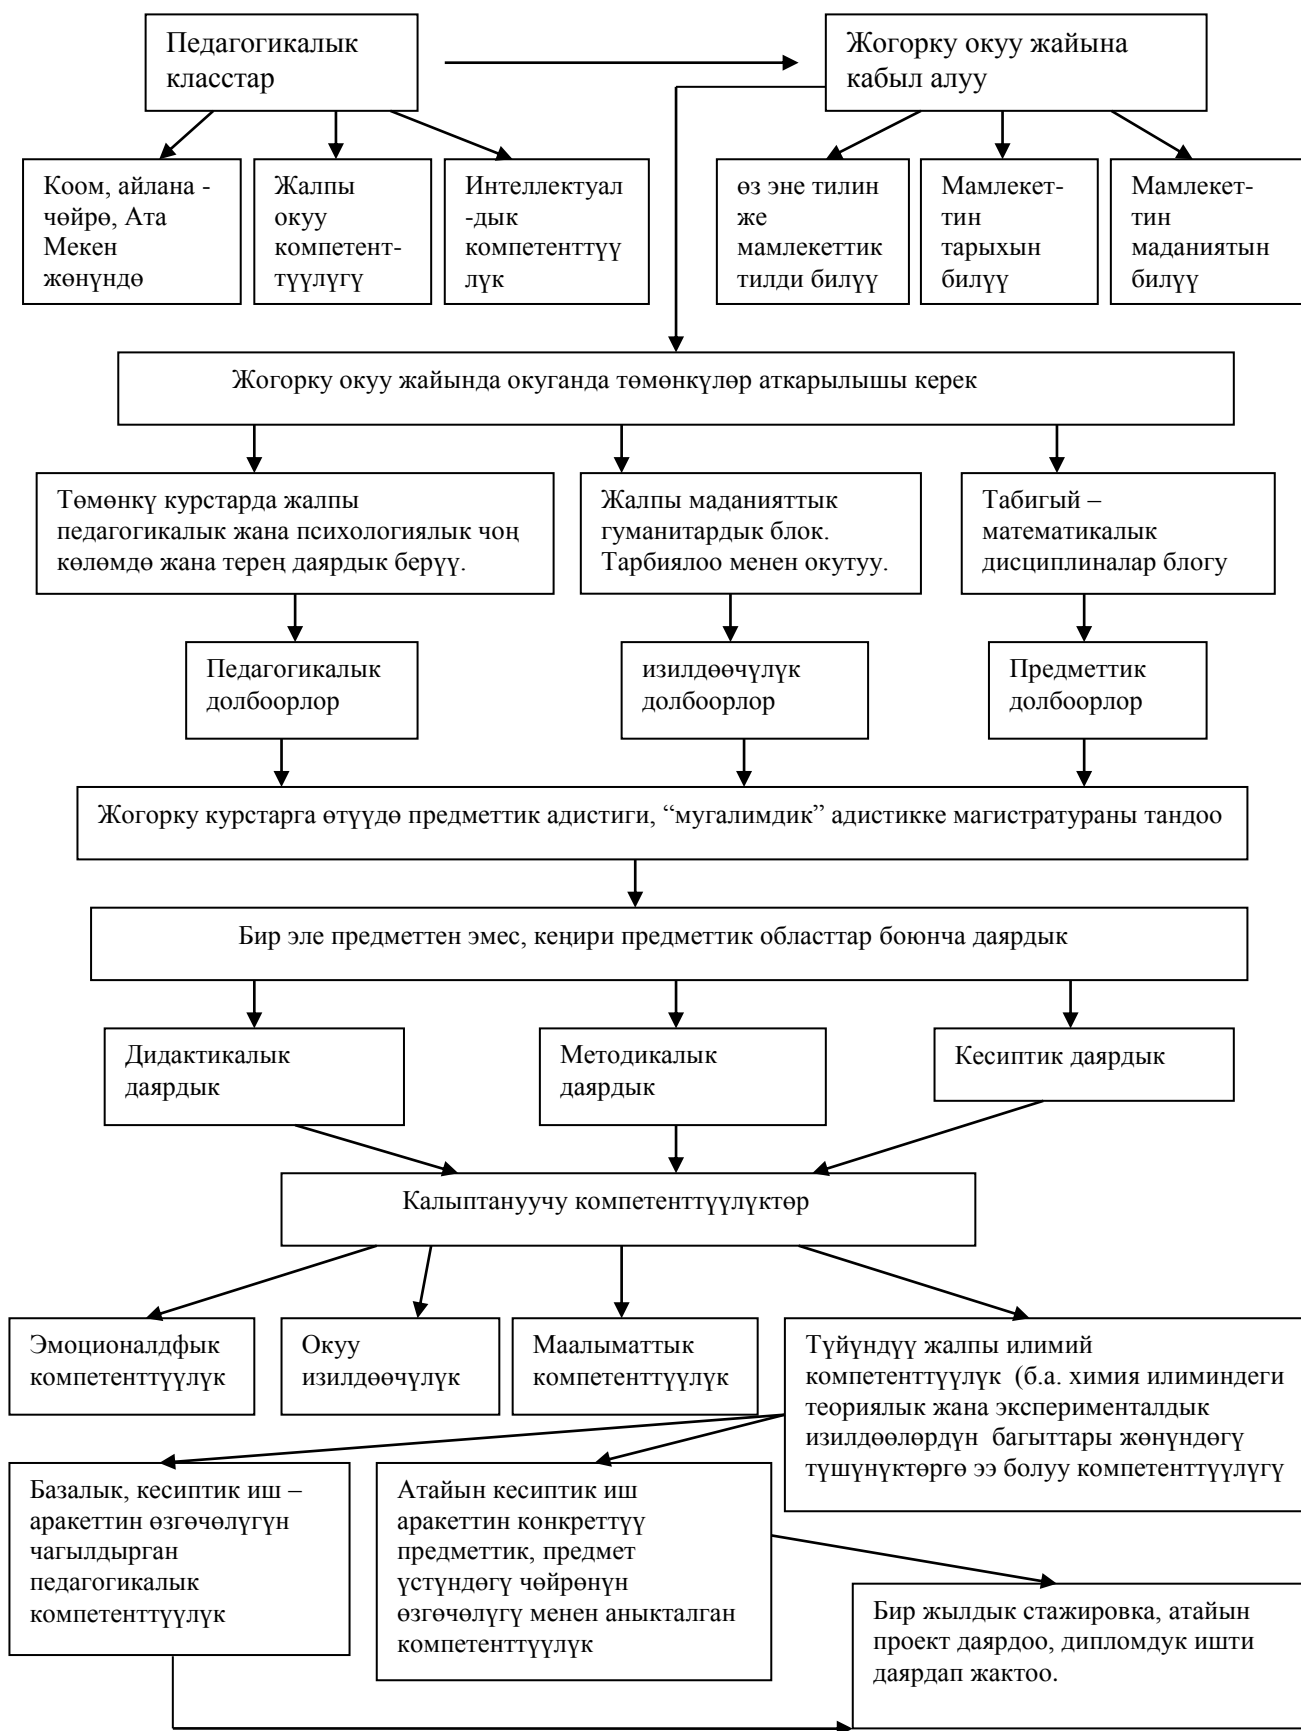 Педагогикалык
класстар
Жогорку окуу жайына
кабыл алуу
Коом, айлана -
чөйрө, Ата
Мекен
жөнүндө
Жалпы
окуу
компетент-
түүлүгү
Интеллектуал
-дык
компетенттүү
лүк
өз эне тилин
же
мамлекеттик
тилди билүү
Мамлекет-
тин
тарыхын
билүү
Мамлекет-
тин
маданиятын
билүү
Жогорку окуу жайында окуганда төмөнкүлөр аткарылышы керек
Төмөнкү курстарда жалпы
педагогикалык жана психологиялык чоң
көлөмдө жана терең даярдык берүү.
Жалпы маданияттык
гуманитардык блок.
Тарбиялоо менен окутуу.
Табигый –
математикалык
дисциплиналар блогу
Педагогикалык
долбоорлор
изилдөөчүлүк
долбоорлор
Предметтик
долбоорлор
Жогорку курстарга өтүүдө предметтик адистиги, “мугалимдик” адистикке магистратураны тандоо
Бир эле предметтен эмес, кеңири предметтик областтар боюнча даярдык
Дидактикалык
даярдык
Методикалык
даярдык
Кесиптик даярдык
Калыптануучу компетенттүүлүктөр
Эмоционалдфык
компетенттүүлүк
Окуу
изилдөөчүлүк
Маалыматтык
компетенттүүлүк
Түйүндүү жалпы илимий
компетенттүүлүк (б.а. химия илиминдеги
теориялык жана эксперименталдык
изилдөөлөрдүн багыттары жөнүндөгү
түшүнүктөргө ээ болуу компетенттүүлүгү
Базалык, кесиптик иш –
аракеттин өзгөчөлүгүн
чагылдырган
педагогикалык
компетенттүүлүк
Атайын кесиптик иш
аракеттин конкреттүү
предметтик, предмет
үстүндөгү чөйрөнүн
өзгөчөлүгү менен аныкталган
компетенттүүлүк
Бир жылдык стажировка, атайын
проект даярдоо, дипломдук ишти
даярдап жактоо.